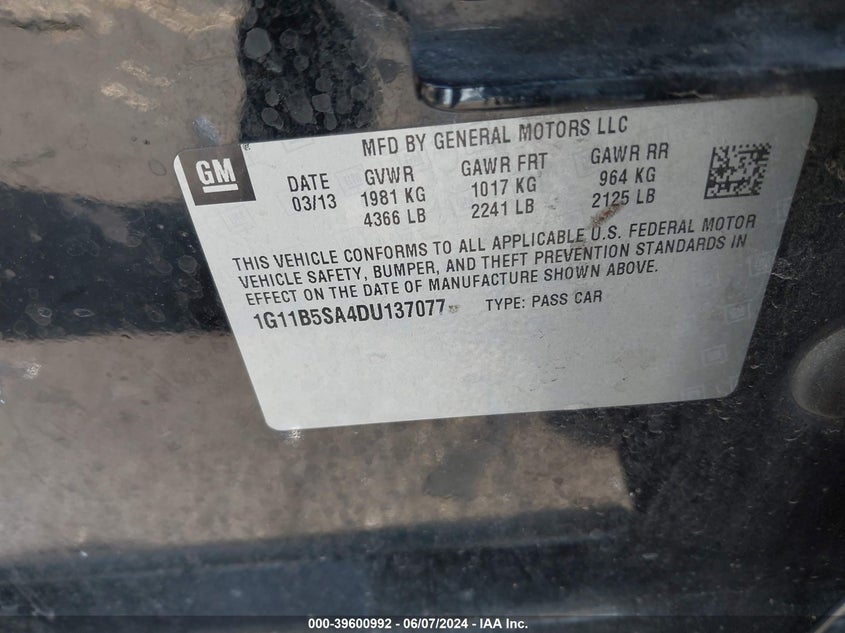 MFD BY GENERAL MOTORS LLC
GM
DATE GVWR GAWR FRT GAWR RR
03/13 1981 KG 1017 KG 964 KG
4366 LB 2241 LB 2125 LB
THIS VEHICLE CONFORMS TO ALL APPLICABLE U.S. FEDERAL MOTOR
VEHICLE SAFETY, BUMPER, AND THEFT PREVENTION STANDARDS IN
EFFECT ON THE DATE OF MANUFACTURE SHOWN ABOVE.
1G11B5SA4DU137077 TYPE: PASS CAR
000-39600992 - 06/07/2024 - IAA Inc.